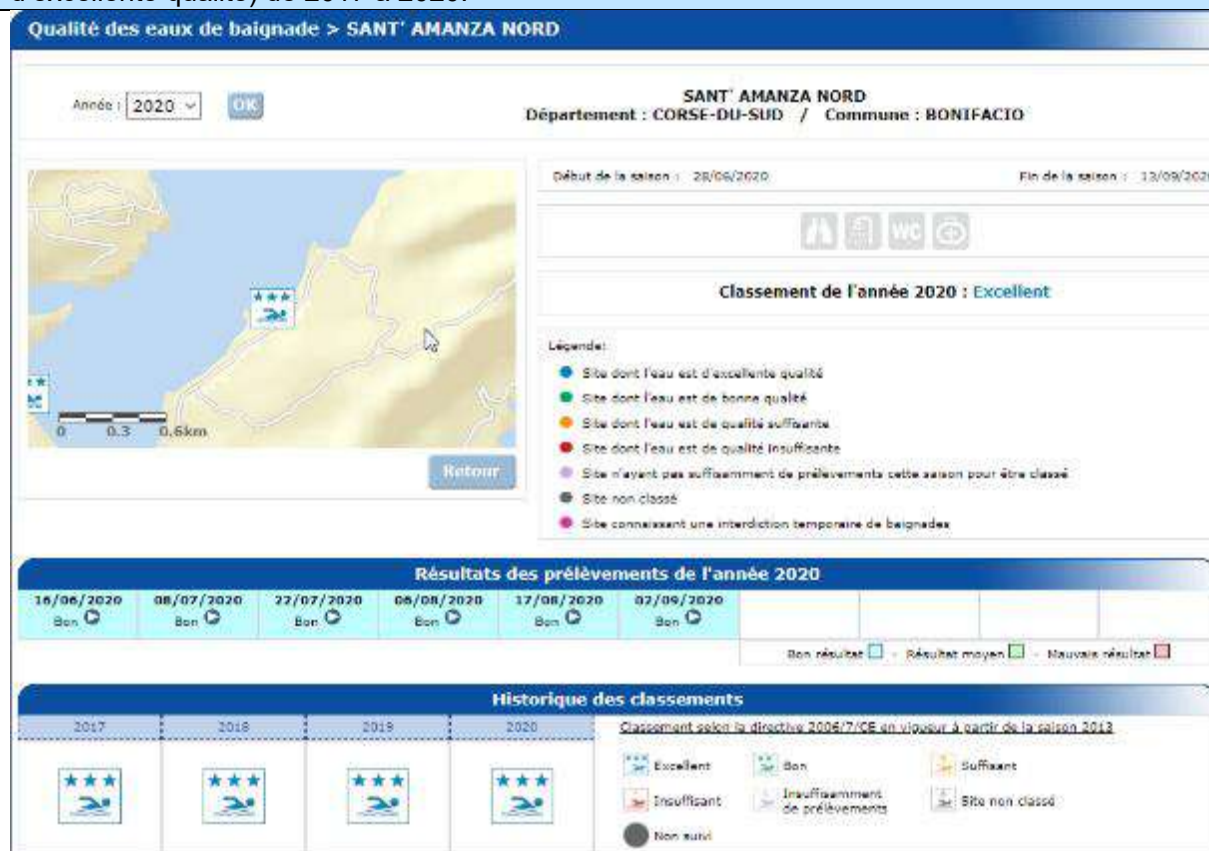 d'excellente qualité) de 2017 à 2020.
Qualité des eaux de baignade > SANT' AMANZA NORD
Année : 2020 OK
SANT' AMANZA NORD
Département : CORSE-DU-SUD / Commune : BONIFACIO
Début de la saison : 28/06/2020 Fin de la saison : 13/09/2020
WC
Classement de l'année 2020 : Excellent
Légende:
Site dont l'eau est d'excellente qualité
Site dont l'eau est de bonne qualité
Site dont l'eau est de qualité suffisante
Site dont l'eau est de qualité insuffisante
Site n'ayant pas suffisamment de prélèvements cette saison pour être classé
Site non classé
Site connaissant une interdiction temporaire de baignades
0 0.3 0.6km
Retour
Résultats des prélèvements de l'année 2020
16/06/2020 08/07/2020 22/07/2020 06/08/2020 17/08/2020 02/09/2020
Bon Bon Bon Bon Bon Bon
Bon résultat - Résultat moyen - Mauvais résultat
Historique des classements
2017 2018 2019 2020
Classement selon la directive 2006/7/CE en vigueur à partir de la saison 2013
Excellent Bon Suffisant
Insuffisant Insuffisamment de prélèvements Site non classé
Non suivi